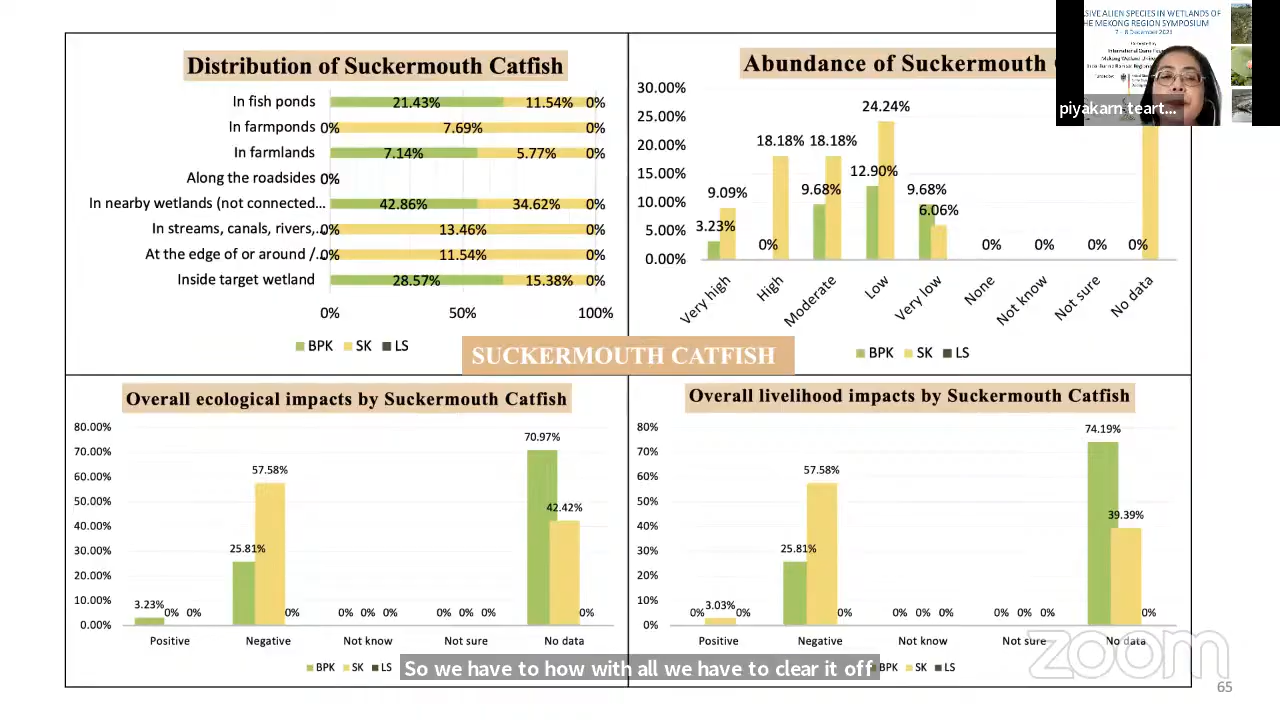 Distribution of Suckermouth Catfish
In fish ponds 21.43% 11.54% 0%
In farmponds 0% 7.69% 0%
In farmlands 7.14% 5.77% 0%
Along the roadsides 0%
In nearby wetlands (not connected... 42.86% 34.62% 0%
In streams, canals, rivers,... 0% 13.46% 0%
At the edge of or around /... 0% 11.54% 0%
Inside target wetland 28.57% 15.38% 0%
0% 50% 100%
BPK SK LS
Abundance of Suckermouth
30.00%
25.00%
20.00%
15.00%
10.00%
5.00%
0.00%
3.23% 9.09% 0% 18.18% 9.68% 18.18% 12.90% 24.24% 9.68% 6.06% 0% 0% 0% 0%
Very high High Moderate Low Very low None Not know Not sure No data
BPK SK LS
THE MEKONG REGION SYMPOSIUM
piyakarn teart...
SUCKERMOUTH CATFISH
Overall ecological impacts by Suckermouth Catfish
80.00%
70.00%
60.00%
50.00%
40.00%
30.00%
20.00%
10.00%
0.00%
3.23% 0% 0% 25.81% 57.58% 0% 0% 0% 0% 0% 0% 0% 70.97% 42.42% 0%
Positive Negative Not know Not sure No data
BPK SK LS
Overall livelihood impacts by Suckermouth Catfish
80%
70%
60%
50%
40%
30%
20%
10%
0%
0% 3.03% 0% 25.81% 57.58% 0% 0% 0% 0% 0% 0% 0% 74.19% 39.39% 0%
Positive Negative Not know Not sure No data
BPK SK LS
So we have to how with all we have to clear it off
zoom
65